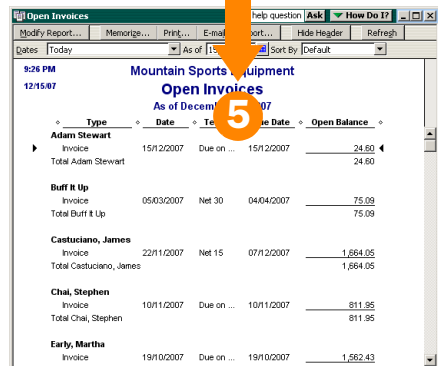 Open Invoices help question Ask How Do I?
Modify Report... Memorize... Print... E-mail Hide Header Refresh
Dates Today As of Sort By Default
9:26 PM Mountain Sports Equipment
12/15/07 Open Invoices
As of December 2007
5
Type Date Due Date Open Balance
Adam Stewart
Invoice 15/12/2007 Due on ... 15/12/2007 24.60
Total Adam Stewart 24.60
Buff It Up
Invoice 05/03/2007 Net 30 04/04/2007 75.09
Total Buff It Up 75.09
Castuciano, James
Invoice 22/11/2007 Net 15 07/12/2007 1,664.05
Total Castuciano, James 1,664.05
Chai, Stephen
Invoice 10/11/2007 Due on ... 10/11/2007 811.95
Total Chai, Stephen 811.95
Early, Martha
Invoice 19/10/2007 Due on ... 19/10/2007 1,562.43